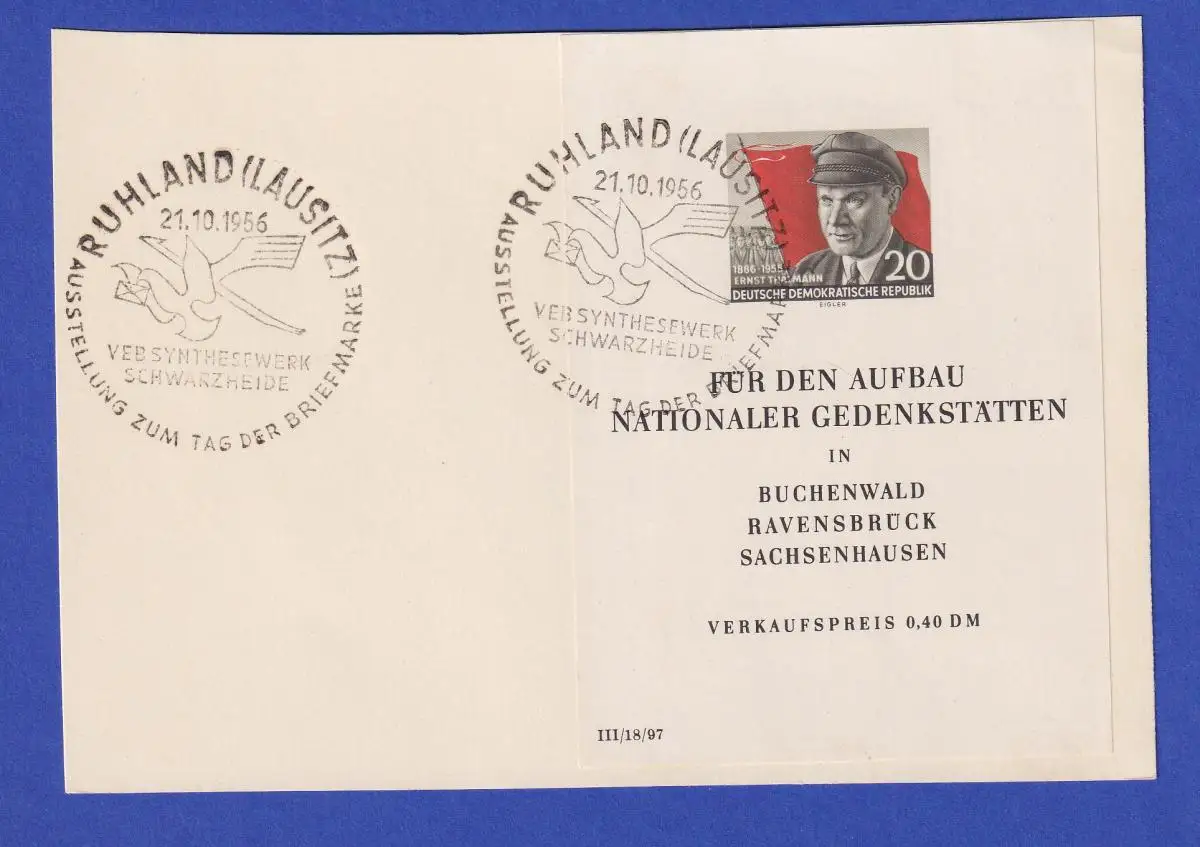 RUHLAND (LAUSITZ)
21.10.1956
VEB SYNTHESEWERK
SCHWARZHEIDE
AUSSTELLUNG ZUM TAG DER BRIEFMARKE
RUHLAND (LAUSITZ)
21.10.1956
VEB SYNTHESEWERK
SCHWARZHEIDE
AUSSTELLUNG ZUM TAG DER BRIEFMARKE
1886-1955
ERNST THÄLMANN
20
DEUTSCHE DEMOKRATISCHE REPUBLIK
EIGLER
FÜR DEN AUFBAU
NATIONALER GEDENKSTÄTTEN
IN
BUCHENWALD
RAVENSBRÜCK
SACHSENHAUSEN
VERKAUFSPREIS 0,40 DM
III/18/97